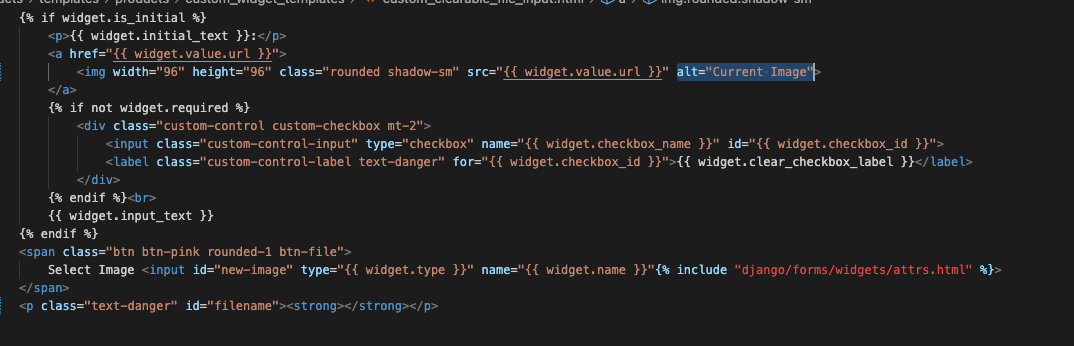 ucts > templates > products > custom_widget_templates > <> custom_clearable_file_input.html > a > img.rounded.shadow-sm
{% if widget.is_initial %}
<p>{{ widget.initial_text }}:</p>
<a href="{{ widget.value.url }}">
<img width="96" height="96" class="rounded shadow-sm" src="{{ widget.value.url }}" alt="Current Image">
</a>
{% if not widget.required %}
<div class="custom-control custom-checkbox mt-2">
<input class="custom-control-input" type="checkbox" name="{{ widget.checkbox_name }}" id="{{ widget.checkbox_id }}">
<label class="custom-control-label text-danger" for="{{ widget.checkbox_id }}">{{ widget.clear_checkbox_label }}</label>
</div>
{% endif %}<br>
{{ widget.input_text }}
{% endif %}
<span class="btn btn-pink rounded-1 btn-file">
Select Image <input id="new-image" type="{{ widget.type }}" name="{{ widget.name }}"{% include "django/forms/widgets/attrs.html" %}>
</span>
<p class="text-danger" id="filename"><strong></strong></p>